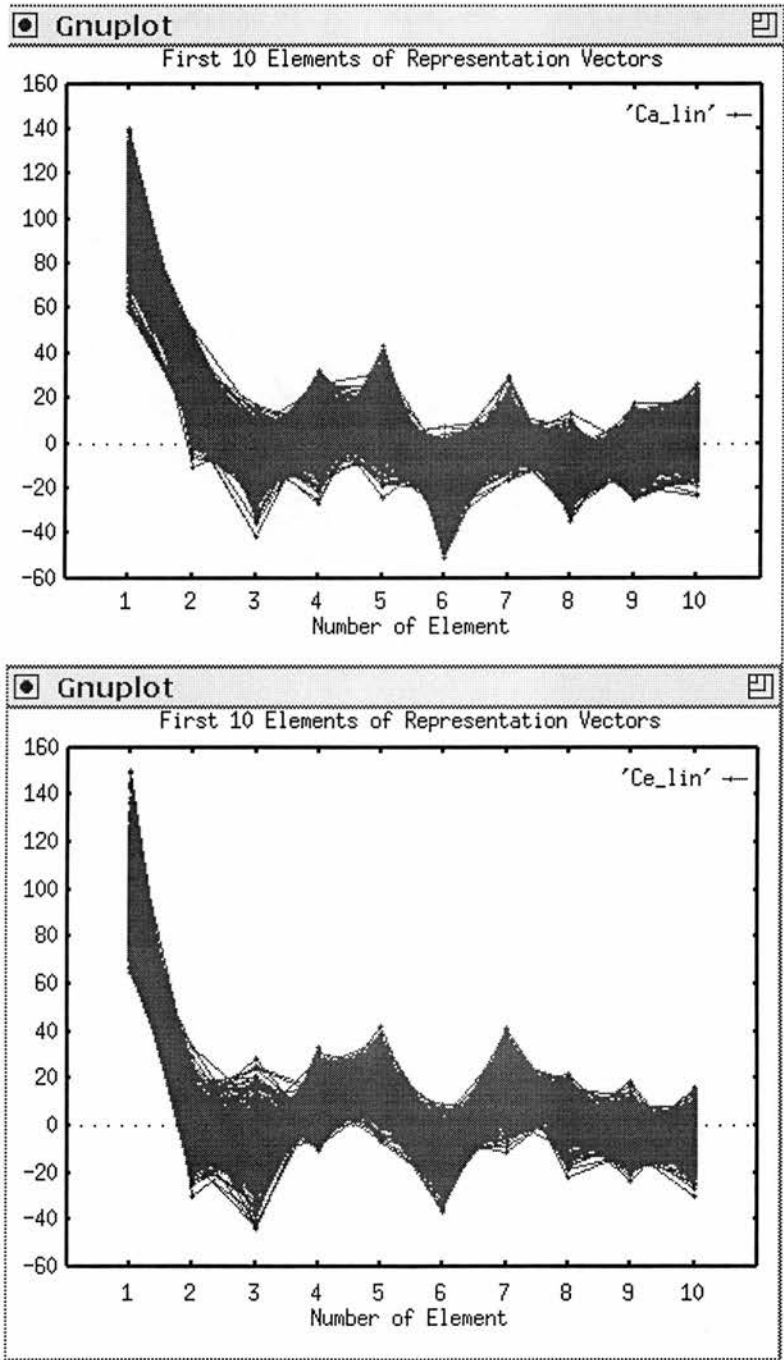 Gnuplot
First 10 Elements of Representation Vectors
160
'Ca_lin'
140
120
100
80
60
40
20
0
-20
-40
-60
1 2 3 4 5 6 7 8 9 10
Number of Element
Gnuplot
First 10 Elements of Representation Vectors
160
'Ce_lin'
140
120
100
80
60
40
20
0
-20
-40
-60
1 2 3 4 5 6 7 8 9 10
Number of Element